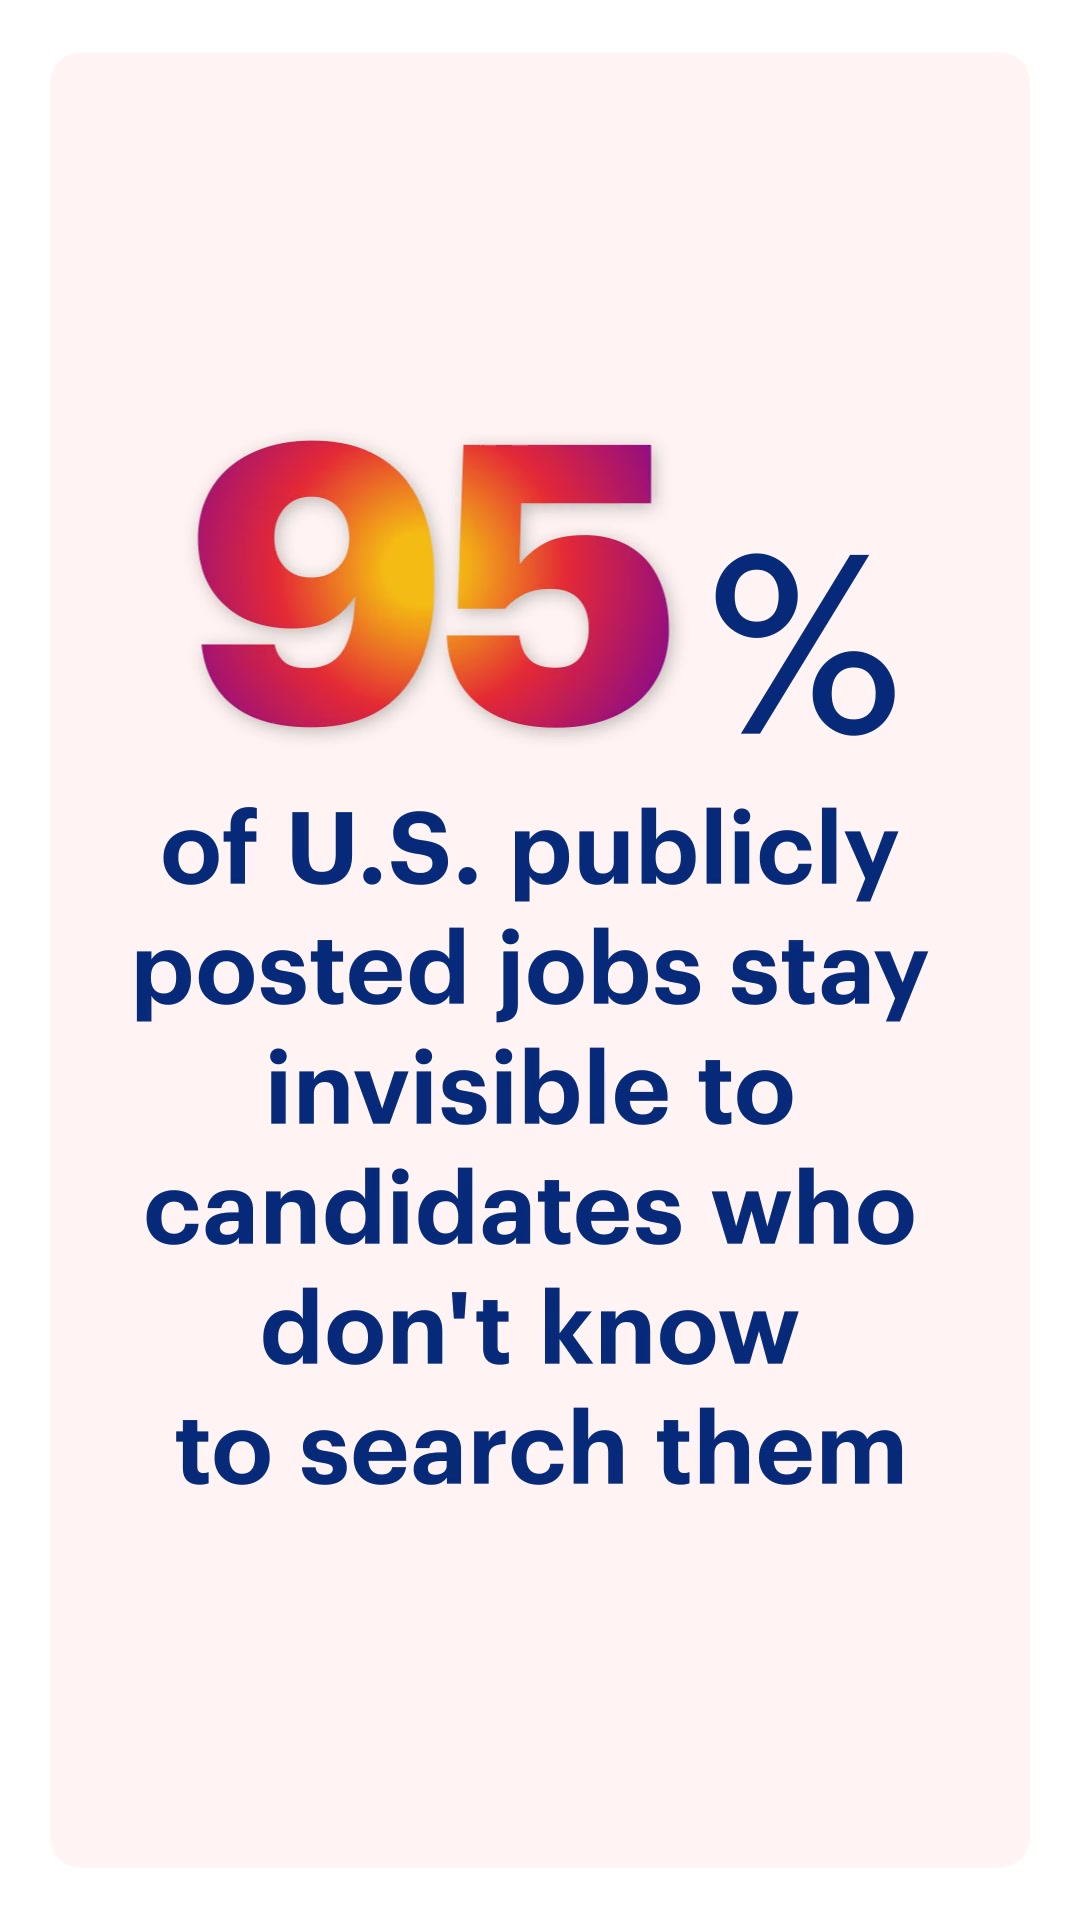 95 %
of U.S. publicly
posted jobs stay
invisible to
candidates who
don't know
to search them